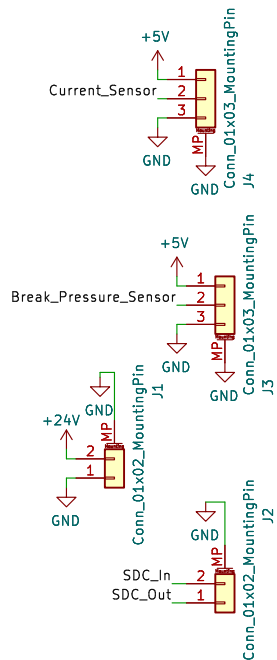 +5V
1
Current_Sensor
2
3
GND
MP
GND
Conn_01x03_MountingPin
J4
+5V
1
Break_Pressure_Sensor
2
3
GND
MP
GND
Conn_01x03_MountingPin
J3
GND
MP
+24V
2
1
GND
Conn_01x02_MountingPin
J1
GND
MP
SDC_In
2
SDC_Out
1
Conn_01x02_MountingPin
J2